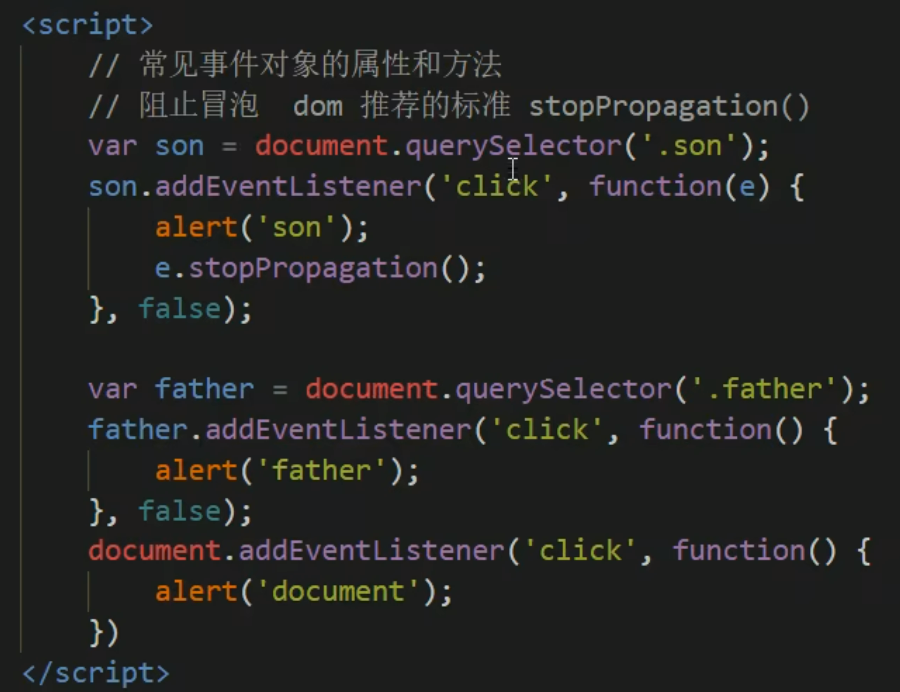 <script>
// 常见事件对象的属性和方法
// 阻止冒泡  dom 推荐的标准 stopPropagation()
var son = document.querySelector('.son');
son.addEventListener('click', function(e) {
alert('son');
e.stopPropagation();
}, false);
var father = document.querySelector('.father');
father.addEventListener('click', function() {
alert('father');
}, false);
document.addEventListener('click', function() {
alert('document');
})
</script>